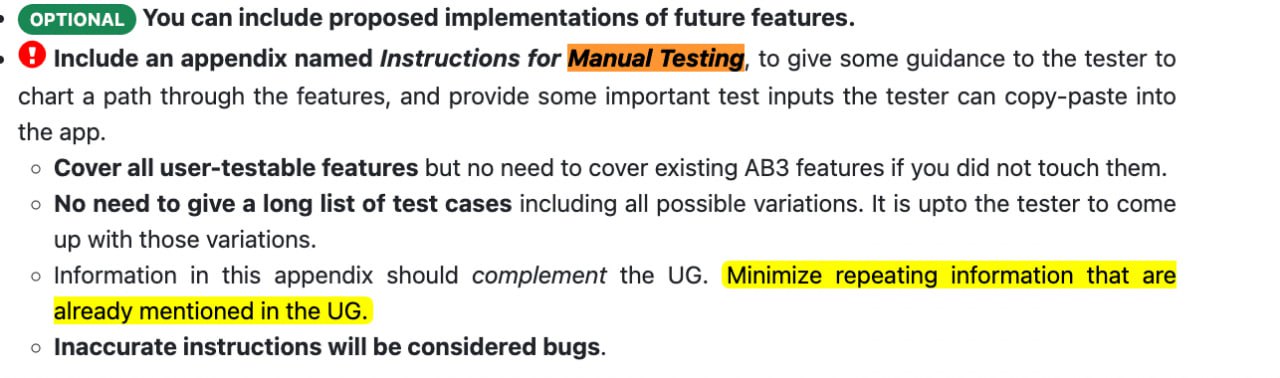 OPTIONAL You can include proposed implementations of future features.
! Include an appendix named Instructions for Manual Testing, to give some guidance to the tester to
chart a path through the features, and provide some important test inputs the tester can copy-paste into
the app.
Cover all user-testable features but no need to cover existing AB3 features if you did not touch them.
No need to give a long list of test cases including all possible variations. It is upto the tester to come
up with those variations.
Information in this appendix should complement the UG. Minimize repeating information that are
already mentioned in the UG.
Inaccurate instructions will be considered bugs.